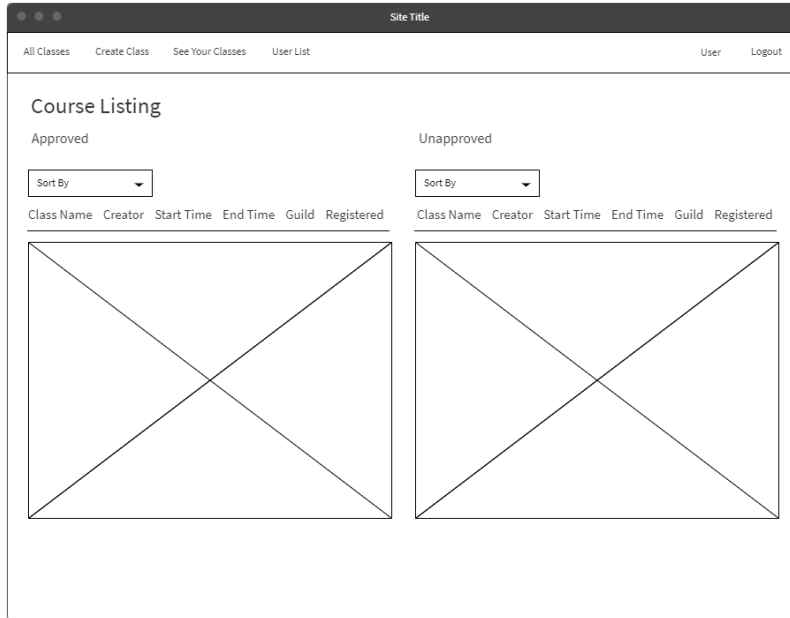 Site Title
All Classes Create Class See Your Classes User List User Logout
Course Listing
Approved Unapproved
Sort By Sort By
Class Name Creator Start Time End Time Guild Registered Class Name Creator Start Time End Time Guild Registered